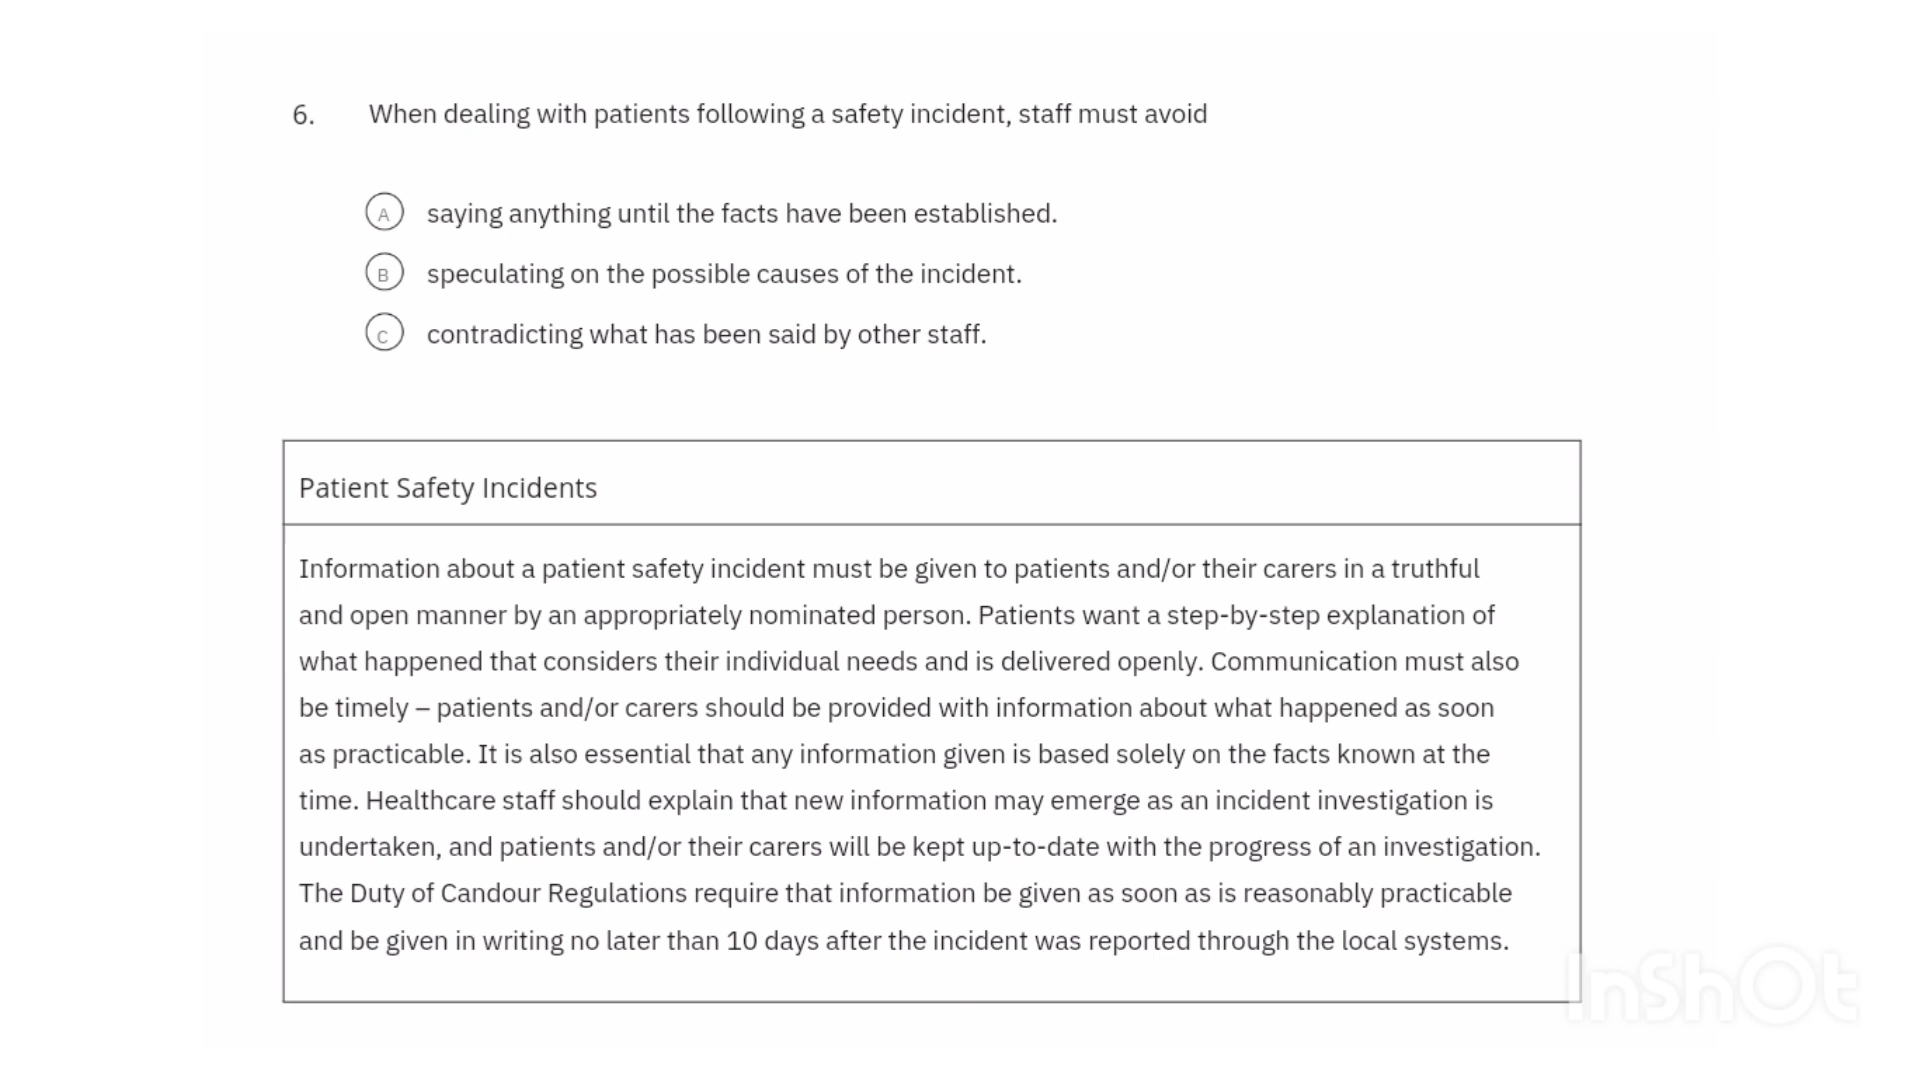 6. When dealing with patients following a safety incident, staff must avoid
A saying anything until the facts have been established.
B speculating on the possible causes of the incident.
C contradicting what has been said by other staff.
Patient Safety Incidents
Information about a patient safety incident must be given to patients and/or their carers in a truthful
and open manner by an appropriately nominated person. Patients want a step-by-step explanation of
what happened that considers their individual needs and is delivered openly. Communication must also
be timely – patients and/or carers should be provided with information about what happened as soon
as practicable. It is also essential that any information given is based solely on the facts known at the
time. Healthcare staff should explain that new information may emerge as an incident investigation is
undertaken, and patients and/or their carers will be kept up-to-date with the progress of an investigation.
The Duty of Candour Regulations require that information be given as soon as is reasonably practicable
and be given in writing no later than 10 days after the incident was reported through the local systems.
InShOt